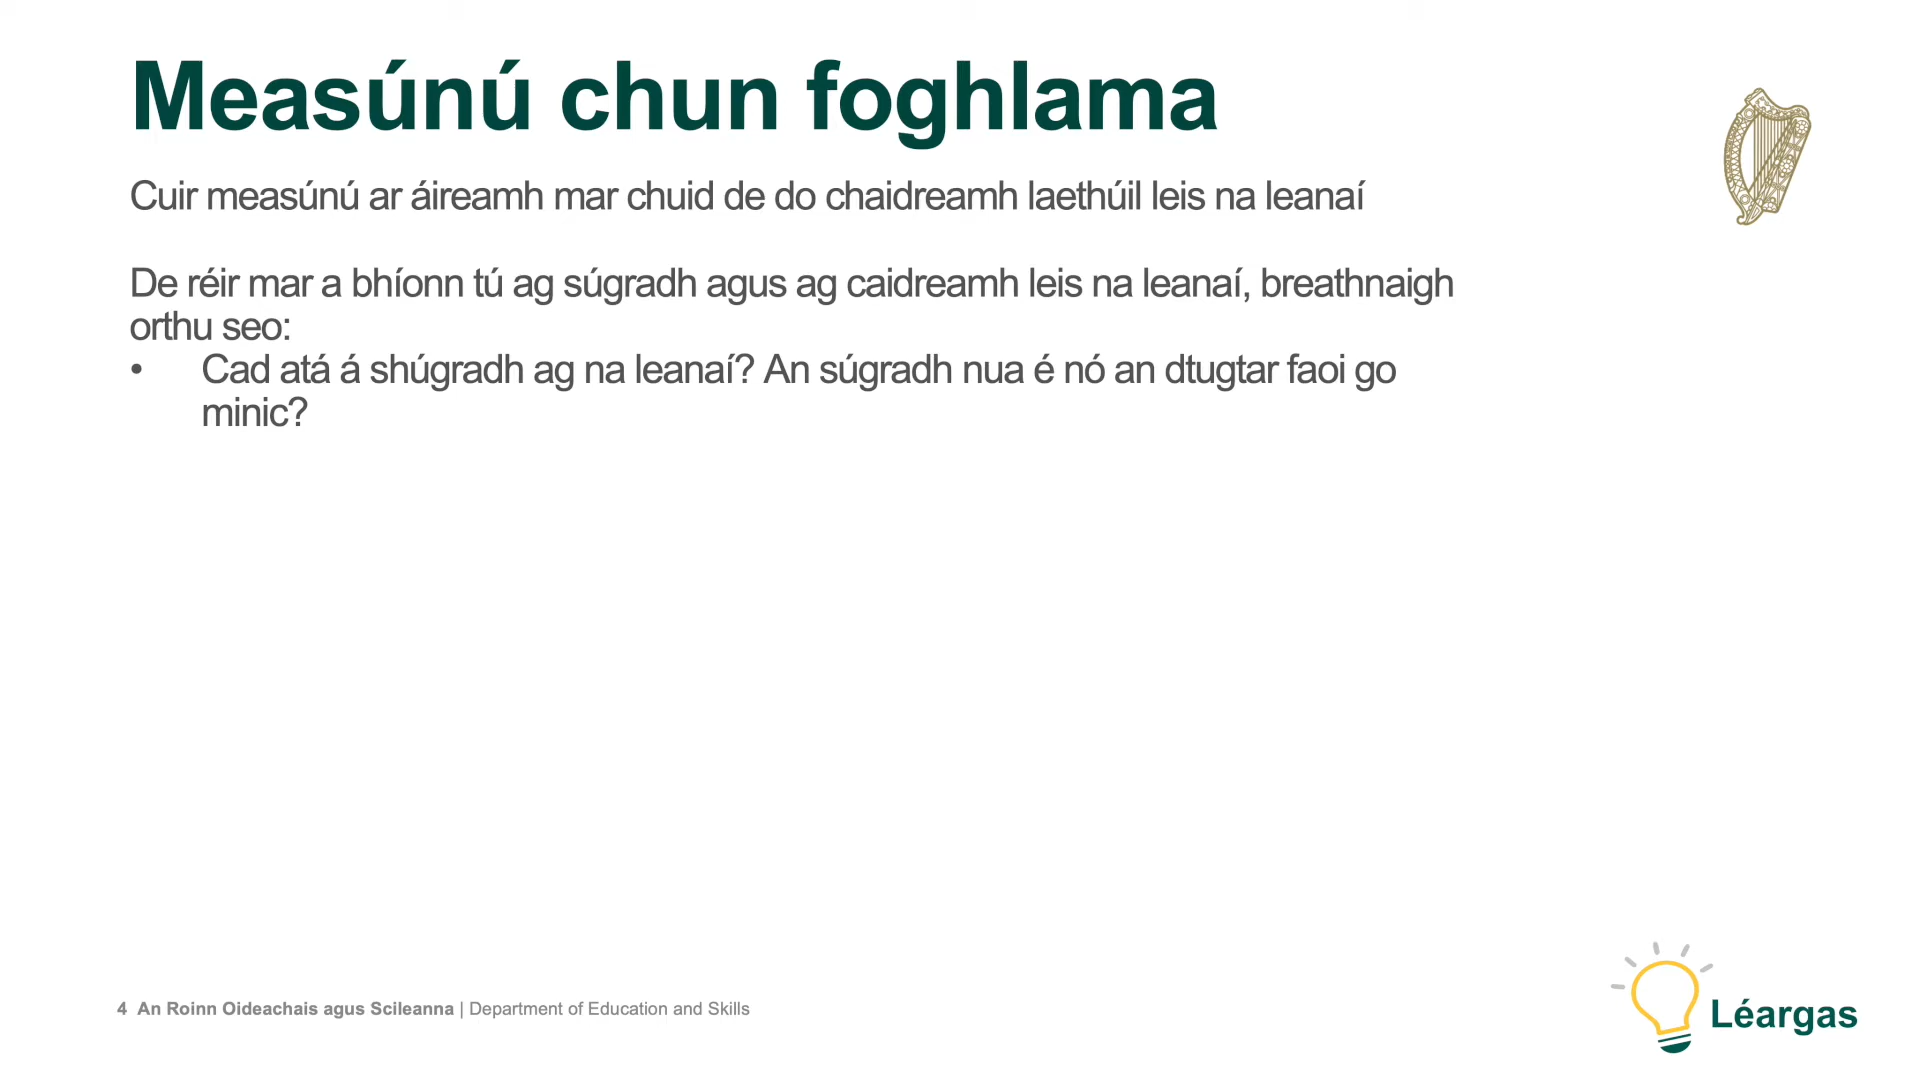 Measúnú chun foghlama
Cuir measúnú ar áireamh mar chuid de do chaidreamh laethúil leis na leanaí
De réir mar a bhíonn tú ag súgradh agus ag caidreamh leis na leanaí, breathnaigh
orthu seo:
• Cad atá á shúgradh ag na leanaí? An súgradh nua é nó an dtugtar faoi go
minic?
4 An Roinn Oideachais agus Scileanna | Department of Education and Skills
Léargas